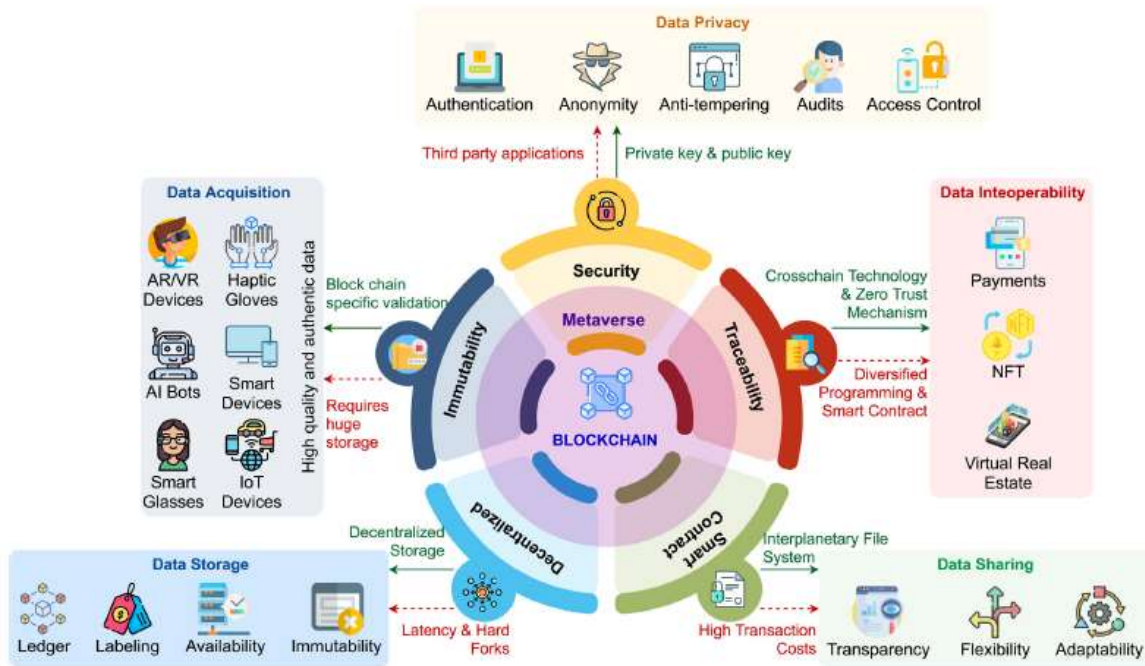 Data Privacy
Authentication
Anonymity
Anti-tempering
Audits
Access Control
Third party applications
Private key & public key
Data Acquisition
AR/VR
Devices
Haptic
Gloves
AI Bots
Smart
Devices
Smart
Glasses
IoT
Devices
High quality and authentic data
Block chain
specific validation
Requires
huge
storage
Security
Immutability
Traceability
Decentralized
Smart
Contract
Metaverse
BLOCKCHAIN
Crosschain Technology
& Zero Trust
Mechanism
Diversified
Programming &
Smart Contract
Data Inteoperability
Payments
NFT
Virtual Real
Estate
Decentralized
Storage
Latency & Hard
Forks
Data Storage
Ledger
Labeling
Availability
Immutability
Interplanetary File
System
High Transaction
Costs
Data Sharing
Transparency
Flexibility
Adaptability